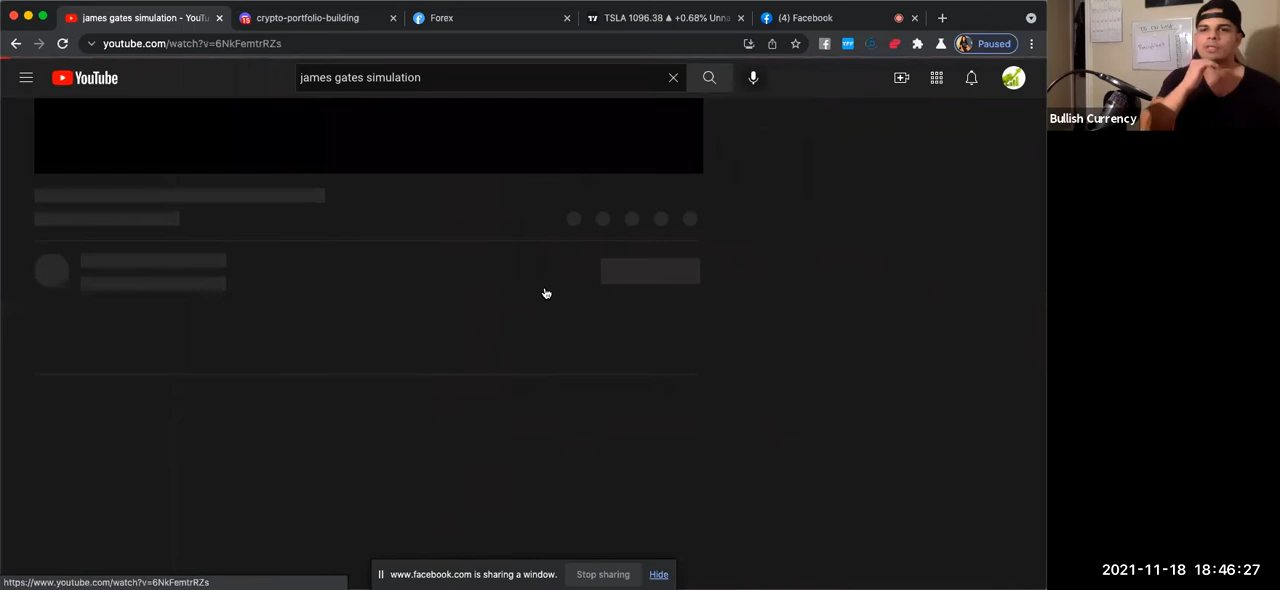 james gates simulation - YouTu
crypto-portfolio-building
Forex
TSLA 1096.38 ▲ +0.68% Unna
(4) Facebook
youtube.com/watch?v=6NkFemtrRZs
Paused
YouTube
james gates simulation
Bullish Currency
www.facebook.com is sharing a window.
Stop sharing
Hide
https://www.youtube.com/watch?v=6NkFemtrRZs
2021-11-18 18:46:27